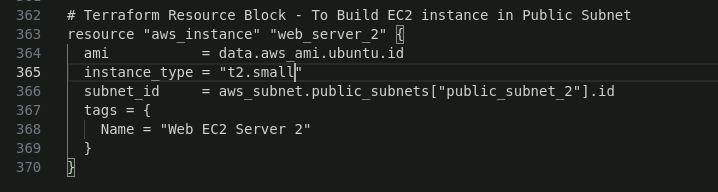 362 # Terraform Resource Block - To Build EC2 instance in Public Subnet
363 resource "aws_instance" "web_server_2" {
364   ami           = data.aws_ami.ubuntu.id
365   instance_type = "t2.small"
366   subnet_id     = aws_subnet.public_subnets["public_subnet_2"].id
367   tags = {
368     Name = "Web EC2 Server 2"
369   }
370 }